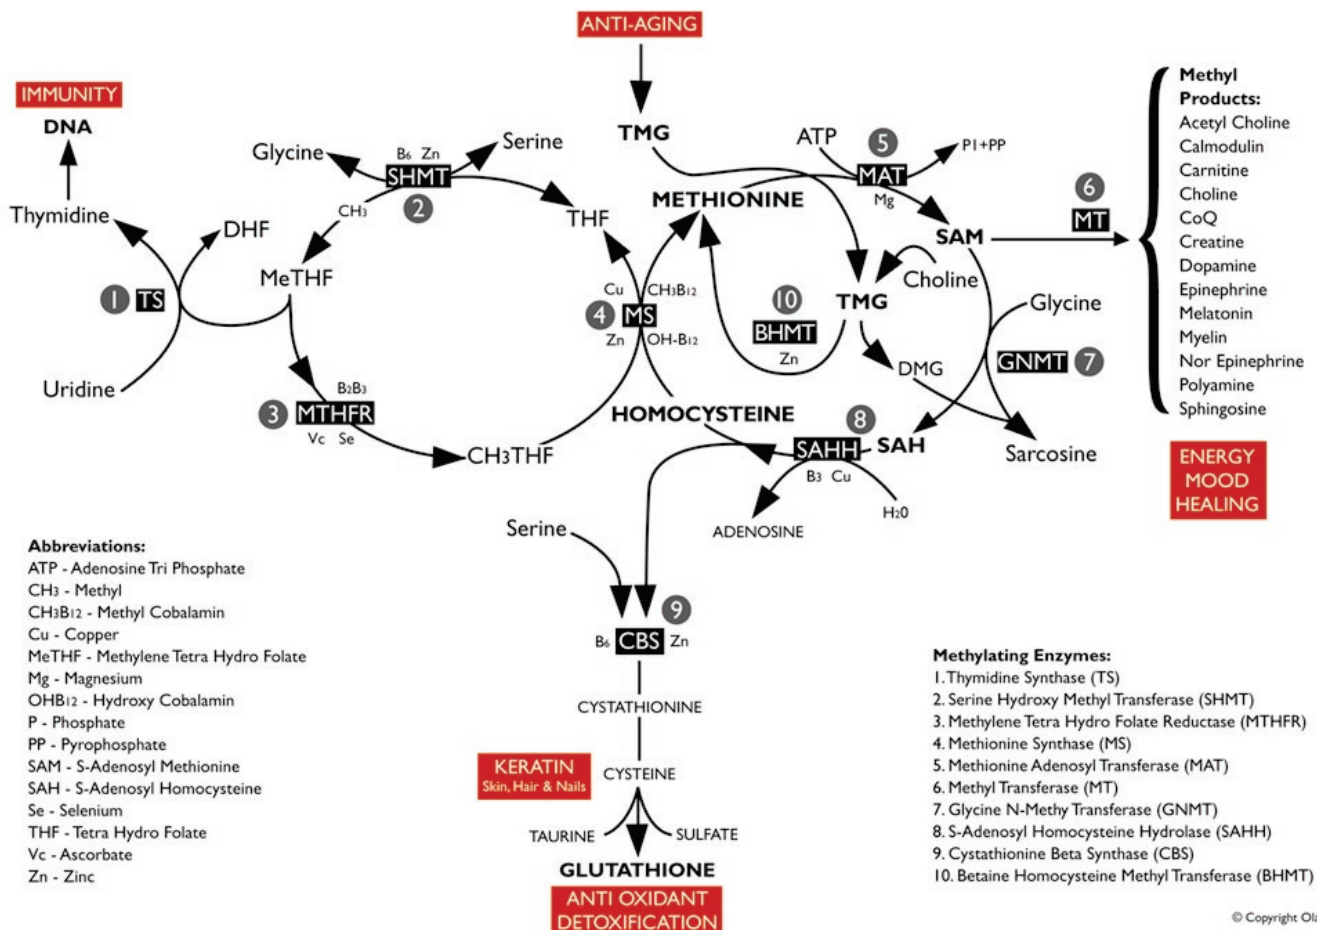 ANTI-AGING
IMMUNITY
DNA
Thymidine
Uridine
1 TS
DHF
Glycine
B6 Zn
SHMT
2
Serine
CH3
MeTHF
THF
B2B3
3 MTHFR
Vc Se
CH3THF
Cu CH3B12
4 MS
Zn OH-B12
TMG
METHIONINE
ATP
5
MAT
Mg
P1+PP
SAM
6
MT
Choline
TMG
10
BHMT
Zn
DMG
Glycine
GNMT 7
Sarcosine
HOMOCYSTEINE
8
SAHH
B3 Cu
SAH
ADENOSINE
H20
Serine
9
B6 CBS Zn
CYSTATHIONINE
KERATIN
Skin, Hair & Nails
CYSTEINE
TAURINE
SULFATE
GLUTATHIONE
ANTI OXIDANT
DETOXIFICATION
Methyl
Products:
Acetyl Choline
Calmodulin
Carnitine
Choline
CoQ
Creatine
Dopamine
Epinephrine
Melatonin
Myelin
Nor Epinephrine
Polyamine
Sphingosine
ENERGY
MOOD
HEALING
Abbreviations:
ATP - Adenosine Tri Phosphate
CH3 - Methyl
CH3B12 - Methyl Cobalamin
Cu - Copper
MeTHF - Methylene Tetra Hydro Folate
Mg - Magnesium
OHB12 - Hydroxy Cobalamin
P - Phosphate
PP - Pyrophosphate
SAM - S-Adenosyl Methionine
SAH - S-Adenosyl Homocysteine
Se - Selenium
THF - Tetra Hydro Folate
Vc - Ascorbate
Zn - Zinc
Methylating Enzymes:
1. Thymidine Synthase (TS)
2. Serine Hydroxy Methyl Transferase (SHMT)
3. Methylene Tetra Hydro Folate Reductase (MTHFR)
4. Methionine Synthase (MS)
5. Methionine Adenosyl Transferase (MAT)
6. Methyl Transferase (MT)
7. Glycine N-Methy Transferase (GNMT)
8. S-Adenosyl Homocysteine Hydrolase (SAHH)
9. Cystathionine Beta Synthase (CBS)
10. Betaine Homocysteine Methyl Transferase (BHMT)
© Copyright